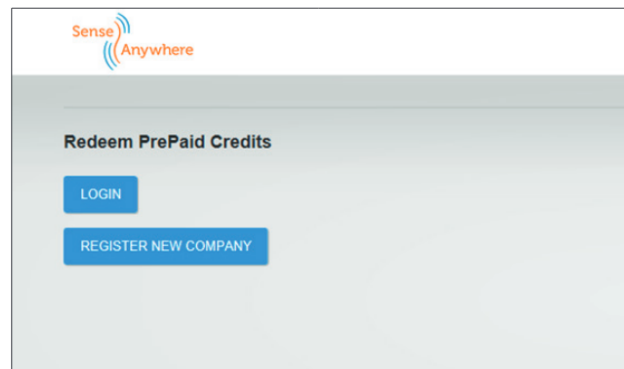 Sense
Anywhere
Redeem PrePaid Credits
LOGIN
REGISTER NEW COMPANY